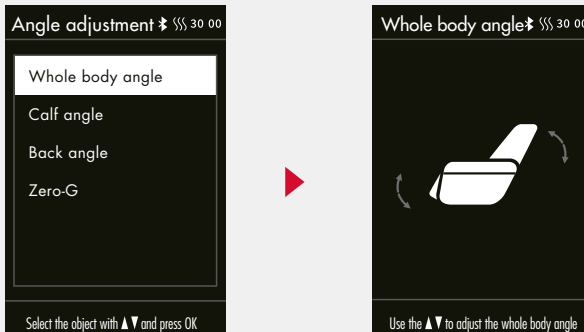 Angle adjustment 30 00
Whole body angle
Calf angle
Back angle
Zero-G
Select the object with ▲▼ and press OK
Whole body angle 30 00
Use the ▲▼ to adjust the whole body angle